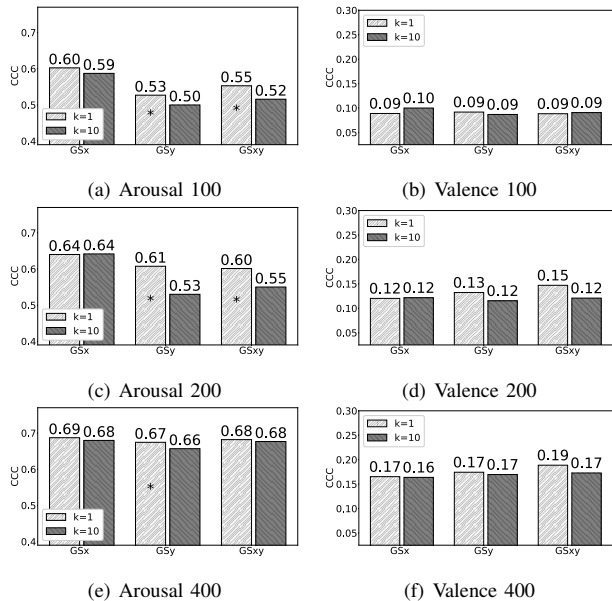 0.7
0.6
0.5
0.4
CCC
0.60 0.59
0.53 0.50
0.55 0.52
* *
k=1
k=10
GSx GSy GSxy
(a) Arousal 100
0.30
0.25
0.20
0.15
0.10
0.05
CCC
k=1
k=10
0.09 0.10
0.09 0.09
0.09 0.09
GSx GSy GSxy
(b) Valence 100
0.7
0.6
0.5
0.4
CCC
0.64 0.64
0.61 0.53
0.60 0.55
* *
k=1
k=10
GSx GSy GSxy
(c) Arousal 200
0.30
0.25
0.20
0.15
0.10
0.05
CCC
k=1
k=10
0.12 0.12
0.13 0.12
0.15 0.12
GSx GSy GSxy
(d) Valence 200
0.7
0.6
0.5
0.4
CCC
0.69 0.68
0.67 0.66
0.68 0.68
*
k=1
k=10
GSx GSy GSxy
(e) Arousal 400
0.30
0.25
0.20
0.15
0.10
0.05
CCC
k=1
k=10
0.17 0.16
0.17 0.17
0.19 0.17
GSx GSy GSxy
(f) Valence 400